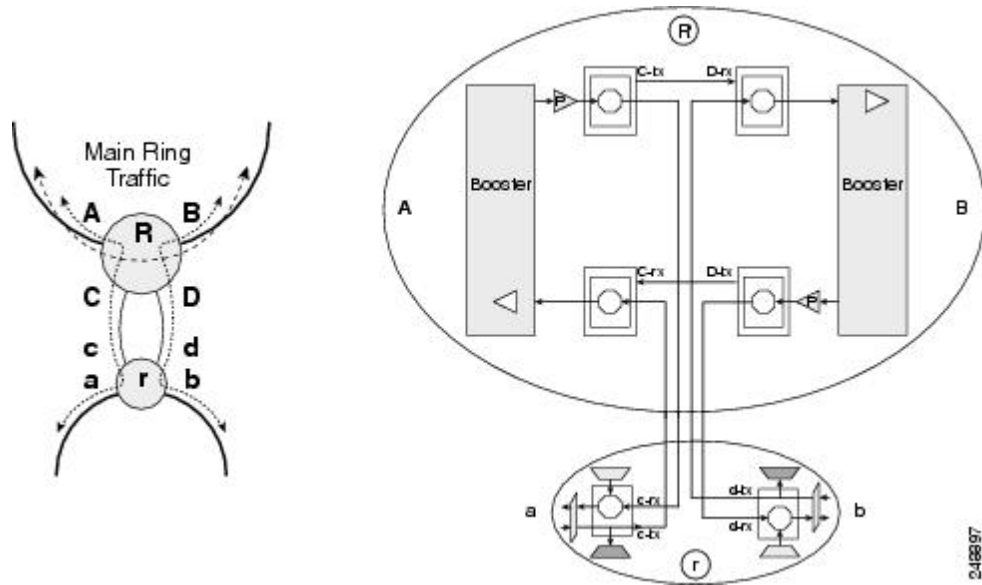 Main Ring
Traffic
A
B
R
C
D
c
d
a
r
b
R
C-tx
D-rx
P
Booster
Booster
A
B
C-rx
D-tx
P
a
c-rx
c-tx
d-tx
d-rx
b
r
248897